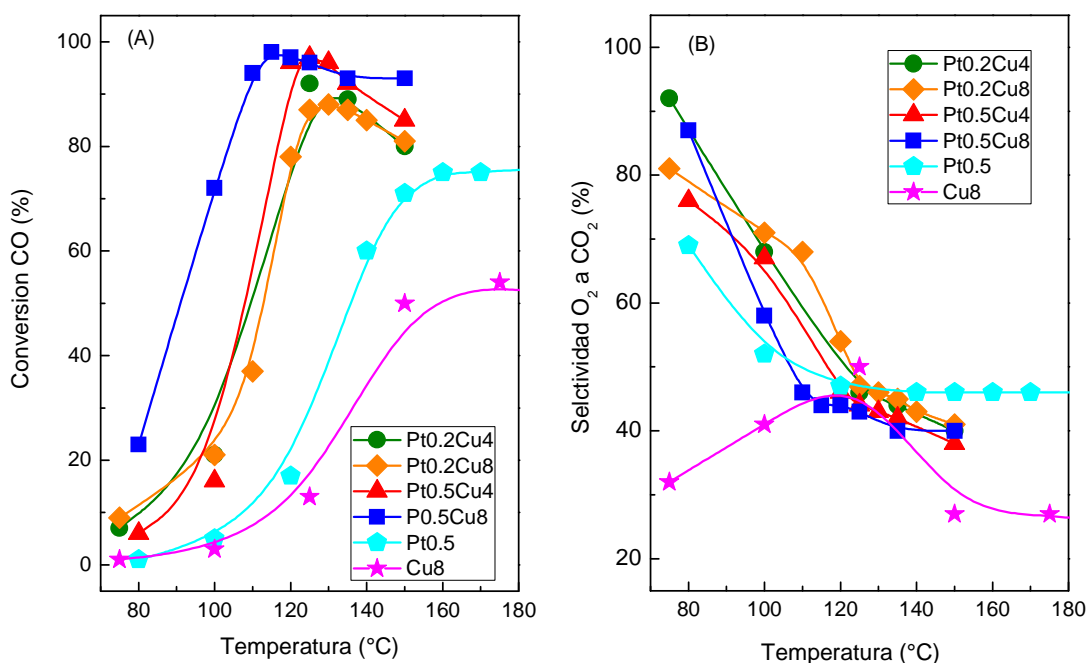 (A)
Conversion CO (%)
100
80
60
40
20
0
Pt0.2Cu4
Pt0.2Cu8
Pt0.5Cu4
P0.5Cu8
Pt0.5
Cu8
80 100 120 140 160 180
Temperatura (°C)
(B)
Selctividad O₂ a CO₂ (%)
100
80
60
40
20
Pt0.2Cu4
Pt0.2Cu8
Pt0.5Cu4
Pt0.5Cu8
Pt0.5
Cu8
80 100 120 140 160 180
Temperatura (°C)